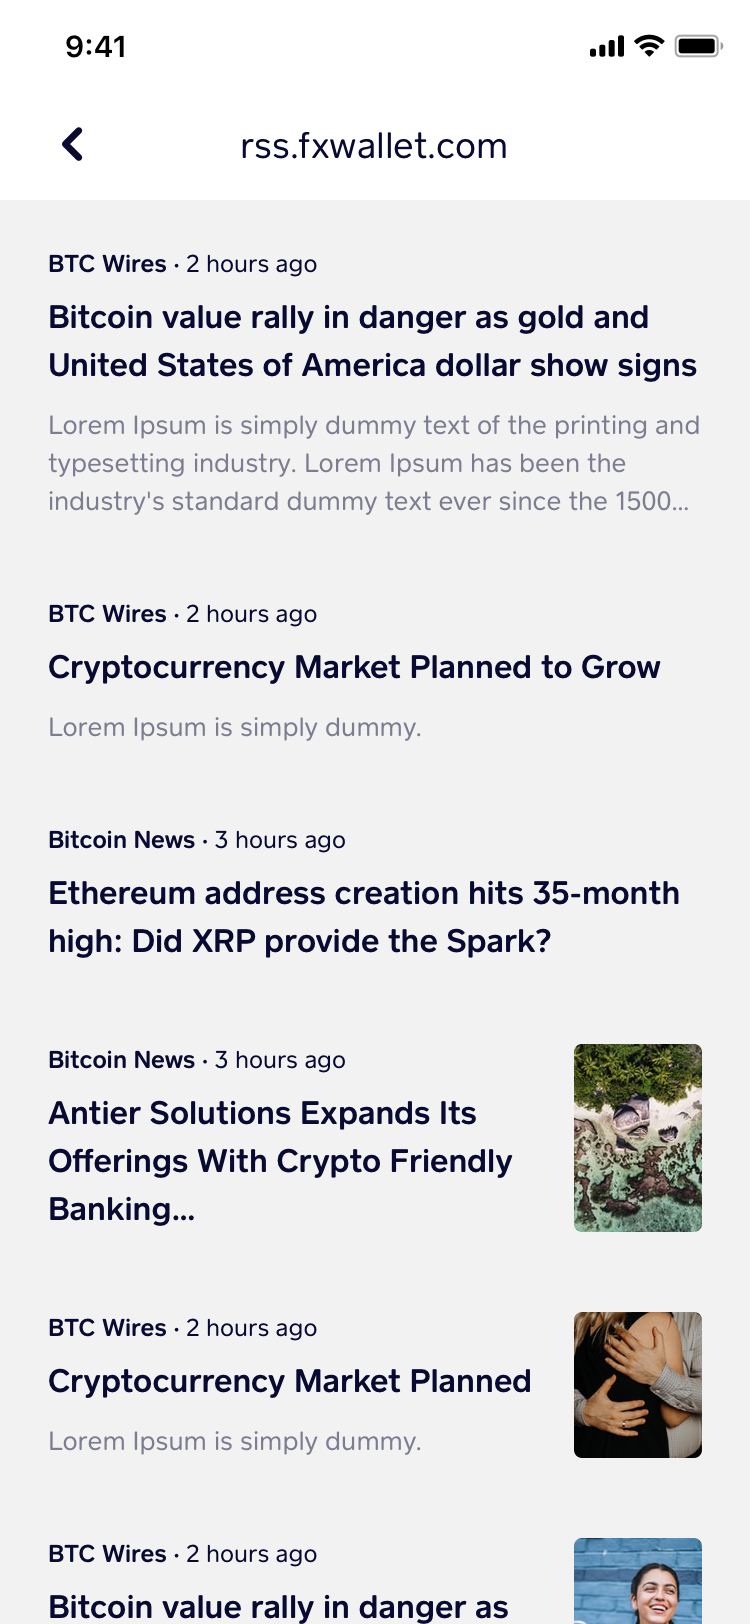 9:41
rss.fxwallet.com
BTC Wires · 2 hours ago
Bitcoin value rally in danger as gold and
United States of America dollar show signs
Lorem Ipsum is simply dummy text of the printing and
typesetting industry. Lorem Ipsum has been the
industry's standard dummy text ever since the 1500...
BTC Wires · 2 hours ago
Cryptocurrency Market Planned to Grow
Lorem Ipsum is simply dummy.
Bitcoin News · 3 hours ago
Ethereum address creation hits 35-month
high: Did XRP provide the Spark?
Bitcoin News · 3 hours ago
Antier Solutions Expands Its
Offerings With Crypto Friendly
Banking...
BTC Wires · 2 hours ago
Cryptocurrency Market Planned
Lorem Ipsum is simply dummy.
BTC Wires · 2 hours ago
Bitcoin value rally in danger as